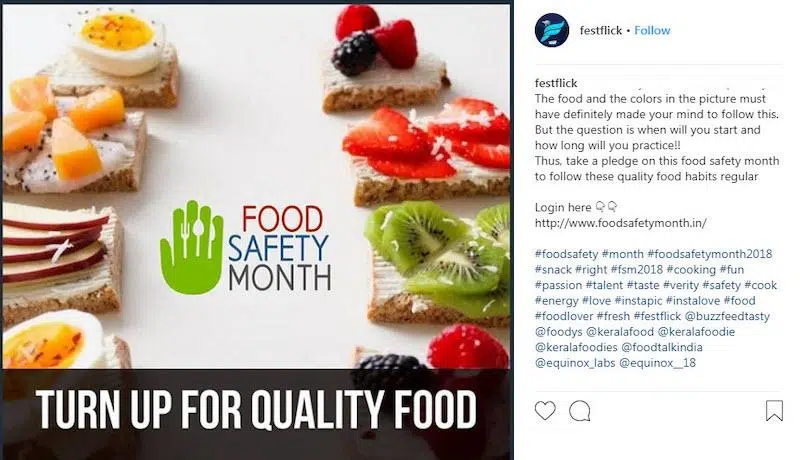 FOOD
SAFETY
MONTH
TURN UP FOR QUALITY FOOD
festflick • Follow
festflick
The food and the colors in the picture must
have definitely made your mind to follow this.
But the question is when will you start and
how long will you practice!!
Thus, take a pledge on this food safety month
to follow these quality food habits regular
Login here 👇👇
http://www.foodsafetymonth.in/
#foodsafety #month #foodsafetymonth2018
#snack #right #fsm2018 #cooking #fun
#passion #talent #taste #verity #safety #cook
#energy #love #instapic #instalove #food
#foodlover #fresh #festflick @buzzfeedtasty
@foodys @keralafood @keralafoodie
@keralafoodies @foodtalkindia
@equinox_labs @equinox__18